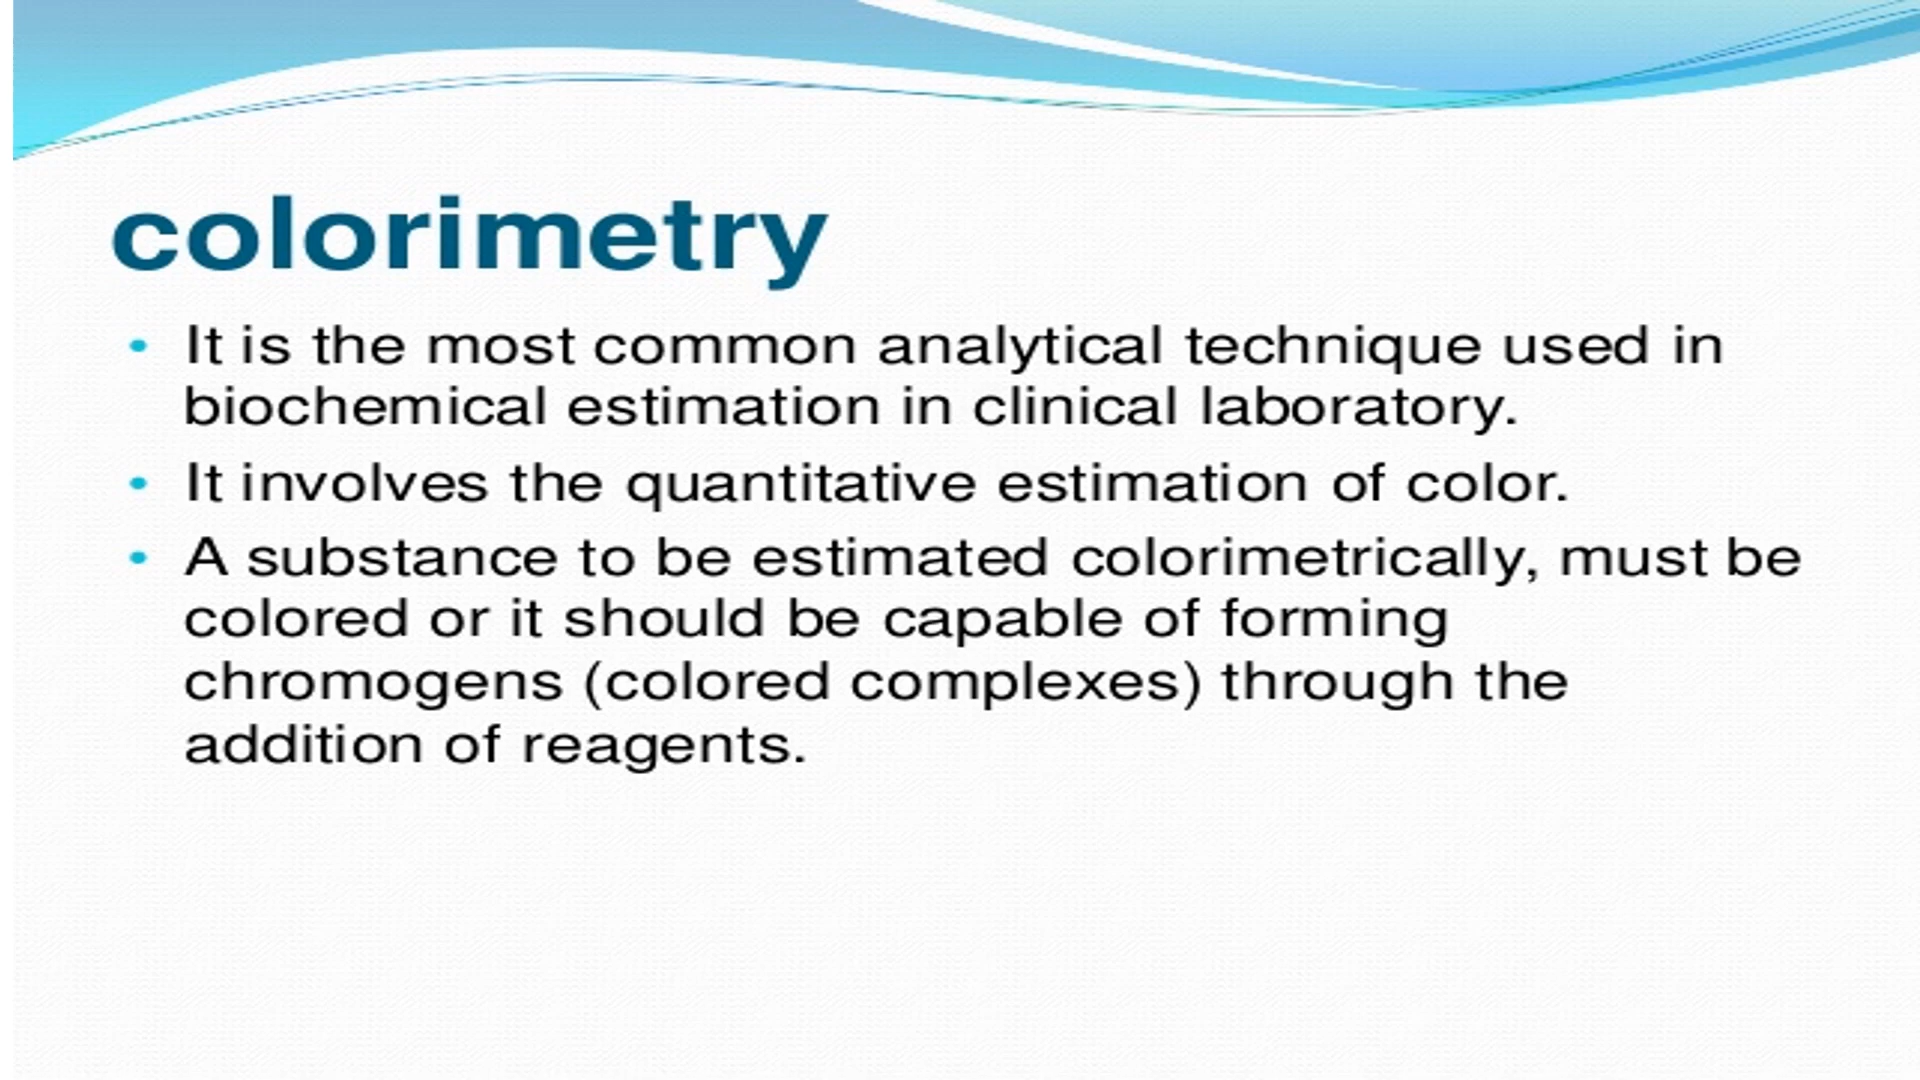 colorimetry
• It is the most common analytical technique used in
biochemical estimation in clinical laboratory.
• It involves the quantitative estimation of color.
• A substance to be estimated colorimetrically, must be
colored or it should be capable of forming
chromogens (colored complexes) through the
addition of reagents.